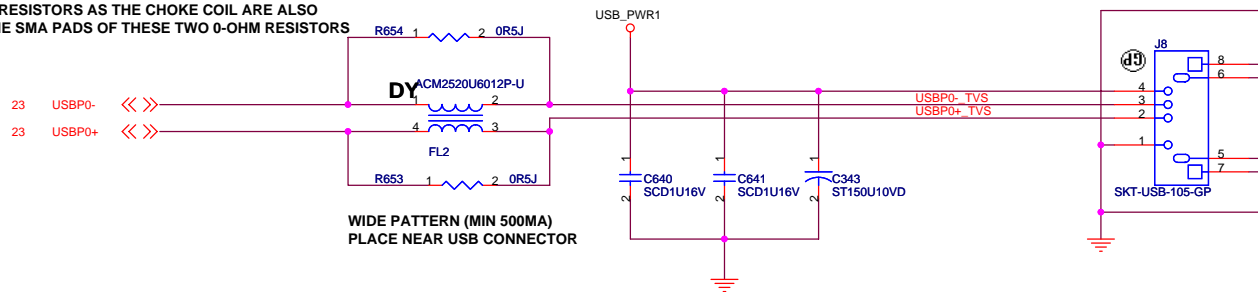 RESISTORS AS THE CHOKE COIL ARE ALSO
E SMA PADS OF THESE TWO 0-OHM RESISTORS
R654 1 2 0R5J
USB_PWR1
J8
GP
DY
ACM2520U6012P-U
1 2
8
6
4
3
2
1
5
7
23 USBP0-
23 USBP0+
USBP0-_TVS
USBP0+_TVS
4 3
FL2
R653 1 2 0R5J
1 C640
2 SCD1U16V
1 C641
2 SCD1U16V
1 C343
2 ST150U10VD
SKT-USB-105-GP
WIDE PATTERN (MIN 500MA)
PLACE NEAR USB CONNECTOR